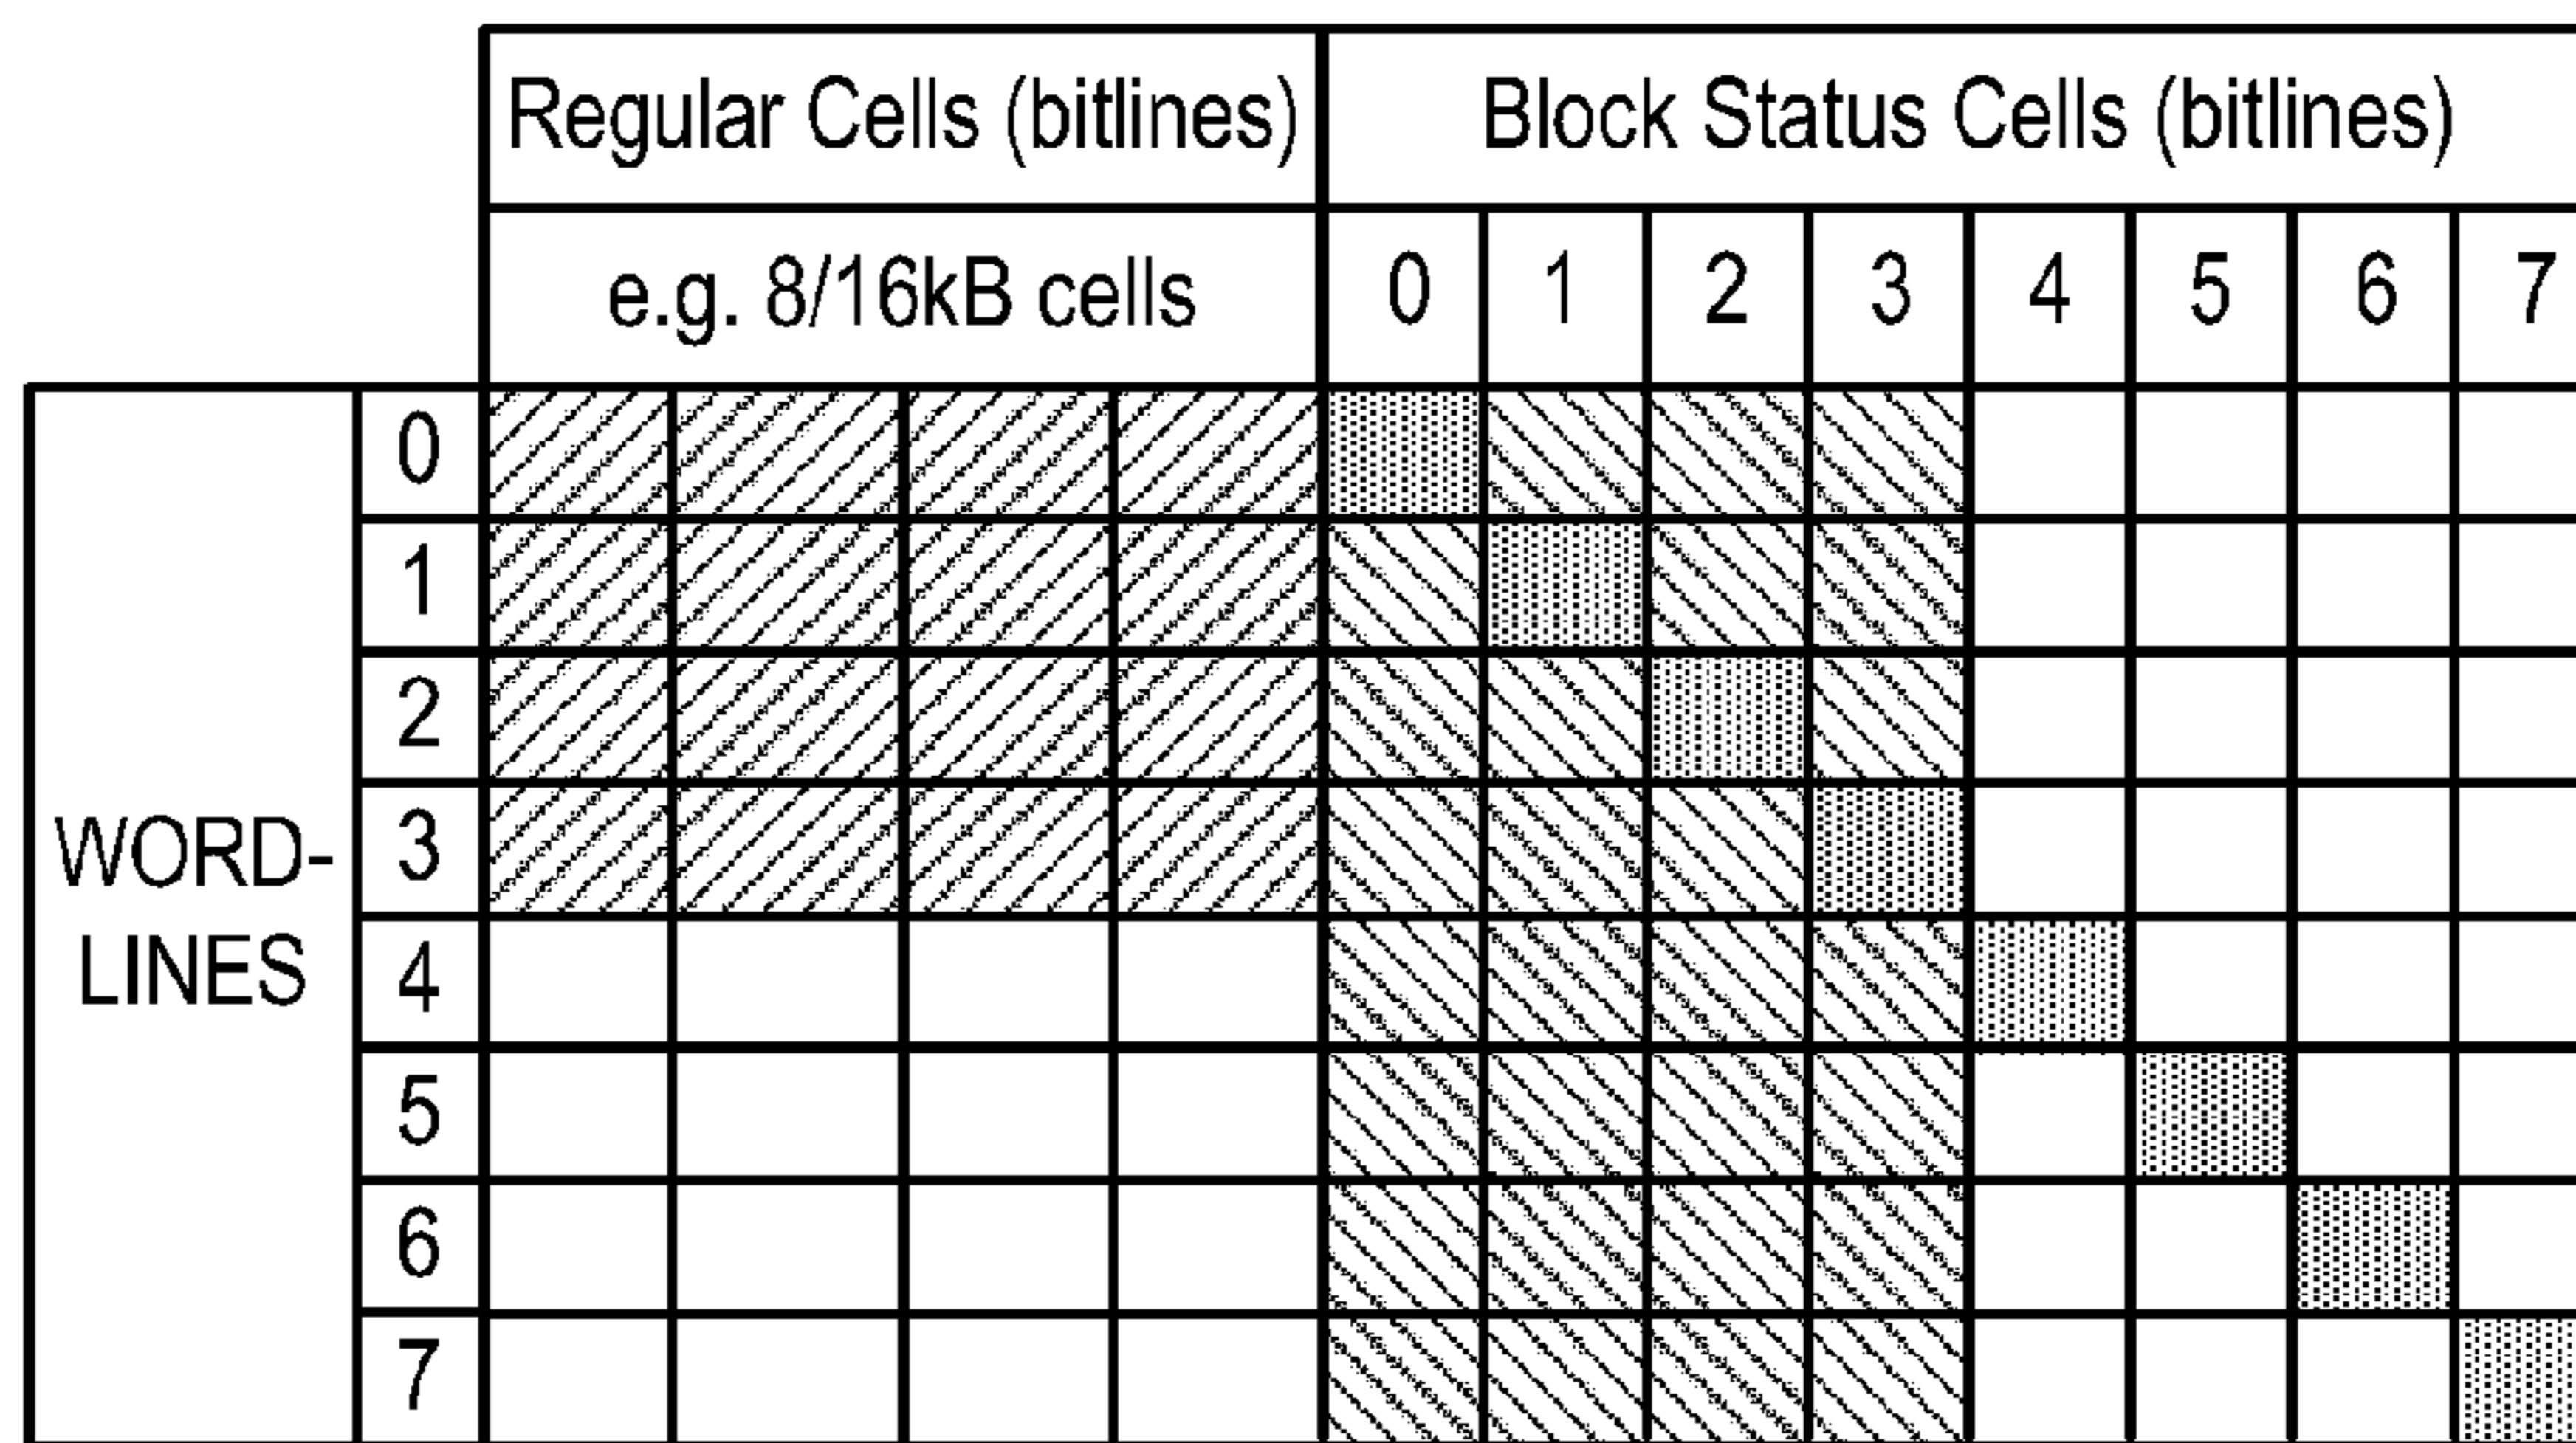 Regular Cells (bitlines) Block Status Cells (bitlines)
e.g. 8/16kB cells 0 1 2 3 4 5 6 7
0
1
2
3
WORD-
LINES
4
5
6
7